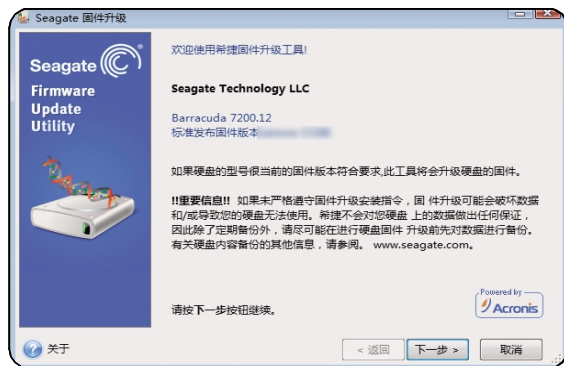 Seagate 固件升级
Seagate
Firmware
Update
Utility
欢迎使用希捷固件升级工具!
Seagate Technology LLC
Barracuda 7200.12
标准发布固件版本
如果硬盘的型号很当前的固件版本符合要求,此工具将会升级硬盘的固件。
!!重要信息!! 如果未严格遵守固件升级安装指令，固 件升级可能会破坏数据
和/或导致您的硬盘无法使用。希捷不会对您硬盘 上的数据做出任何保证，
因此除了定期备份外，请尽可能在进行硬盘固件 升级前先对数据进行备份。
有关硬盘内容备份的其他信息，请参阅。 www.seagate.com。
请按下一步按钮继续。
Powered by
Acronis
关于
< 返回
下一步 >
取消